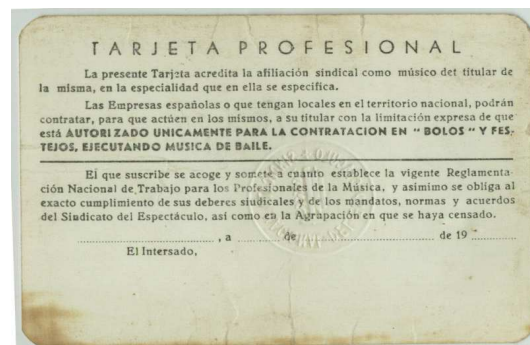 TARJETA PROFESIONAL
La presente Tarjeta acredita la afiliación sindical como músico del titular de
la misma, en la especialidad que en ella se especifica.
Las Empresas españolas o que tengan locales en el territorio nacional, podrán
contratar, para que actúen en los mismos, a su titular con la limitación expresa de que
está AUTORIZADO UNICAMENTE PARA LA CONTRATACION EN " BOLOS " Y FES-
TEJOS, EJECUTANDO MUSICA DE BAILE.
El que suscribe se acoge y somete a cuanto establece la vigente Reglamenta-
ción Nacional de Trabajo para los Profesionales de la Música, y asimimo se obliga al
exacto cumplimiento de sus deberes sindicales y de los mandatos, normas y acuerdos
del Sindicato del Espectáculo, así como en la Agrapación en que se haya censado.
, a de de 19
El Intersado,